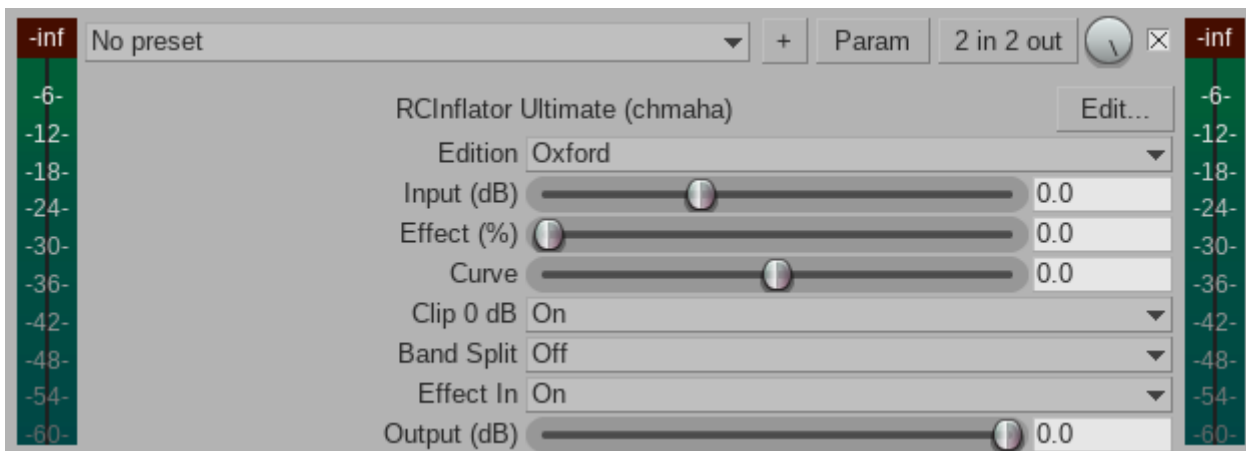 -inf No preset + Param 2 in 2 out -inf
RCInflator Ultimate (chmaha) Edit...
Edition Oxford
Input (dB) 0.0
Effect (%) 0.0
Curve 0.0
Clip 0 dB On
Band Split Off
Effect In On
Output (dB) 0.0
-6-
-12-
-18-
-24-
-30-
-36-
-42-
-48-
-54-
-60-
-6-
-12-
-18-
-24-
-30-
-36-
-42-
-48-
-54-
-60-